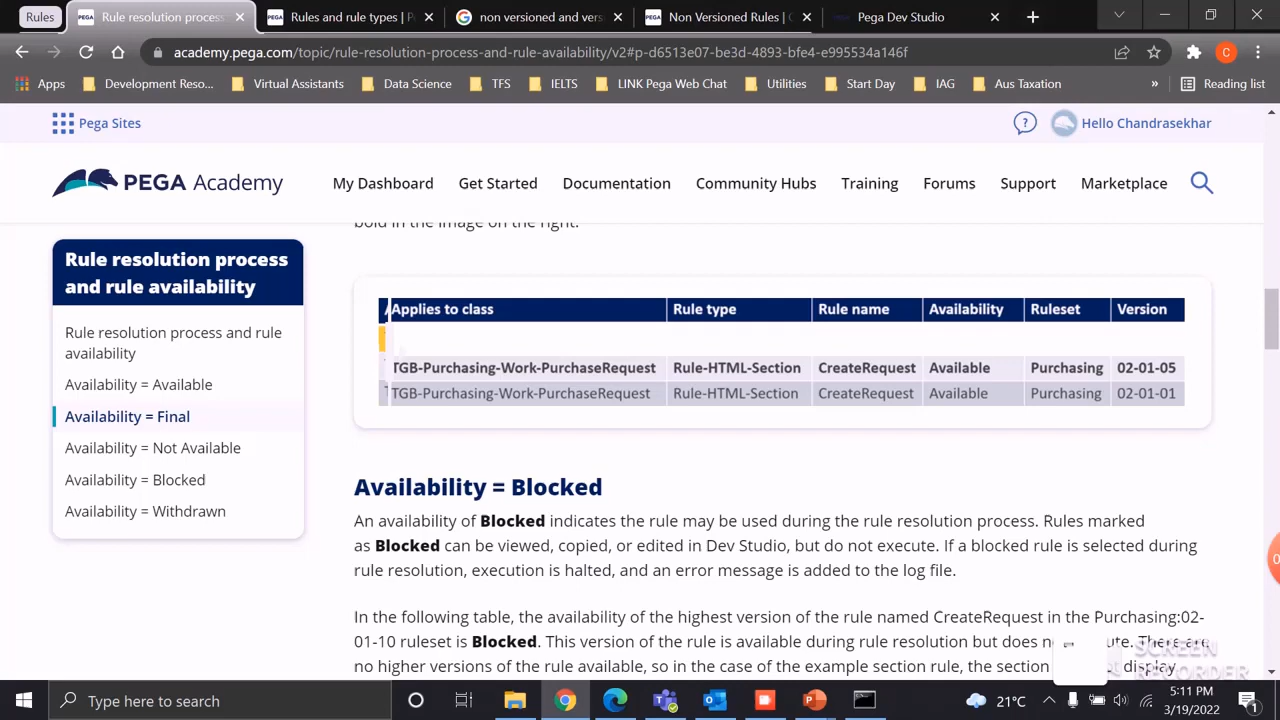 Rules
Rule resolution process
Rules and rule types | P
non versioned and vers
Non Versioned Rules | C
Pega Dev Studio
academy.pega.com/topic/rule-resolution-process-and-rule-availability/v2#p-d6513e07-be3d-4893-bfe4-e995534a146f
C
Apps
Development Reso...
Virtual Assistants
Data Science
TFS
IELTS
LINK Pega Web Chat
Utilities
Start Day
IAG
Aus Taxation
»
Reading list
Pega Sites
Hello Chandrasekhar
PEGA Academy
My Dashboard
Get Started
Documentation
Community Hubs
Training
Forums
Support
Marketplace
bold in the image on the right.
Rule resolution process
and rule availability
Rule resolution process and rule
availability
Availability = Available
Availability = Final
Availability = Not Available
Availability = Blocked
Availability = Withdrawn
Applies to class Rule type Rule name Availability Ruleset Version
TGB-Purchasing-Work-PurchaseRequest Rule-HTML-Section CreateRequest Available Purchasing 02-01-05
TGB-Purchasing-Work-PurchaseRequest Rule-HTML-Section CreateRequest Available Purchasing 02-01-01
Availability = Blocked
An availability of Blocked indicates the rule may be used during the rule resolution process. Rules marked
as Blocked can be viewed, copied, or edited in Dev Studio, but do not execute. If a blocked rule is selected during
rule resolution, execution is halted, and an error message is added to the log file.
In the following table, the availability of the highest version of the rule named CreateRequest in the Purchasing:02-
01-10 ruleset is Blocked. This version of the rule is available during rule resolution but does There are
no higher versions of the rule available, so in the case of the example section rule, the section display
SCREEN
RECORDER
Type here to search
21°C
5:11 PM
3/19/2022
1